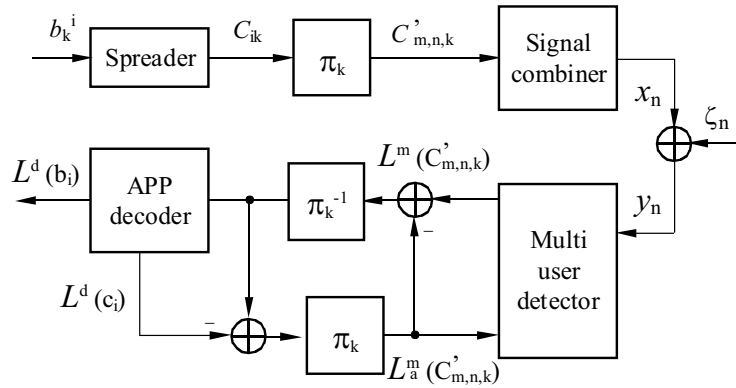 b_k^i
Spreader
C_ik
π_k
C'_m,n,k
Signal
combiner
x_n
ζ_n
y_n
L^d (b_i)
APP
decoder
π_k^-1
L^m (C'_m,n,k)
–
Multi
user
detector
L^d (c_i)
–
π_k
L_a^m (C'_m,n,k)